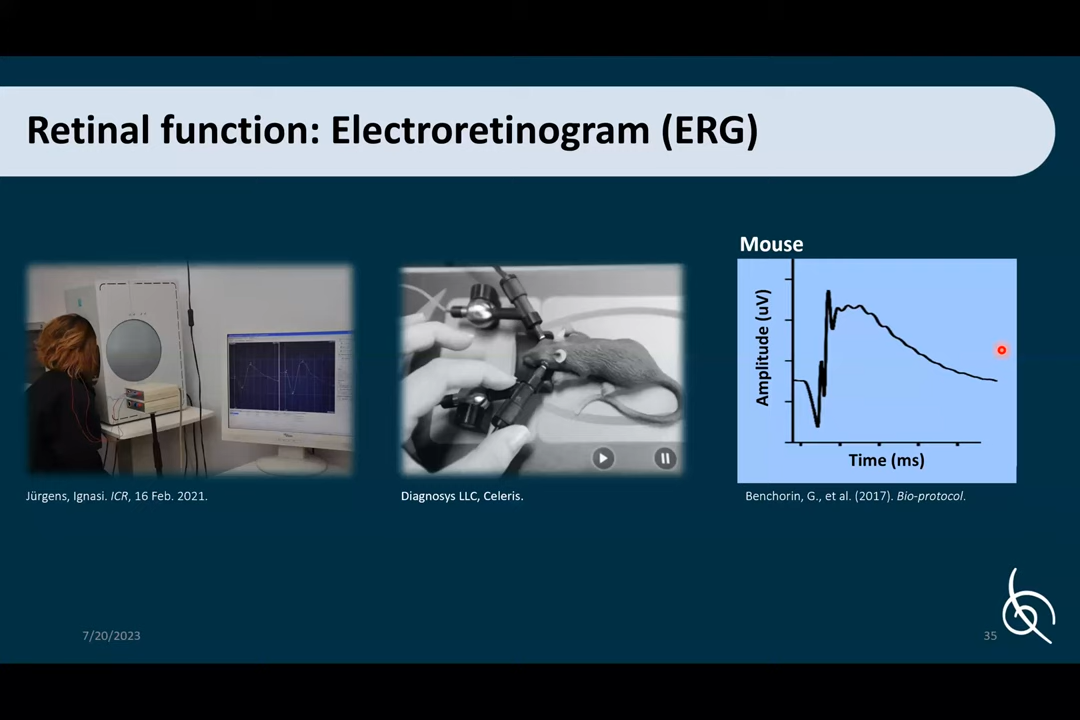 Retinal function: Electroretinogram (ERG)
Mouse
Amplitude (uV)
Time (ms)
Jürgens, Ignasi. ICR, 16 Feb. 2021.
Diagnosys LLC, Celeris.
Benchorin, G., et al. (2017). Bio-protocol.
7/20/2023
35